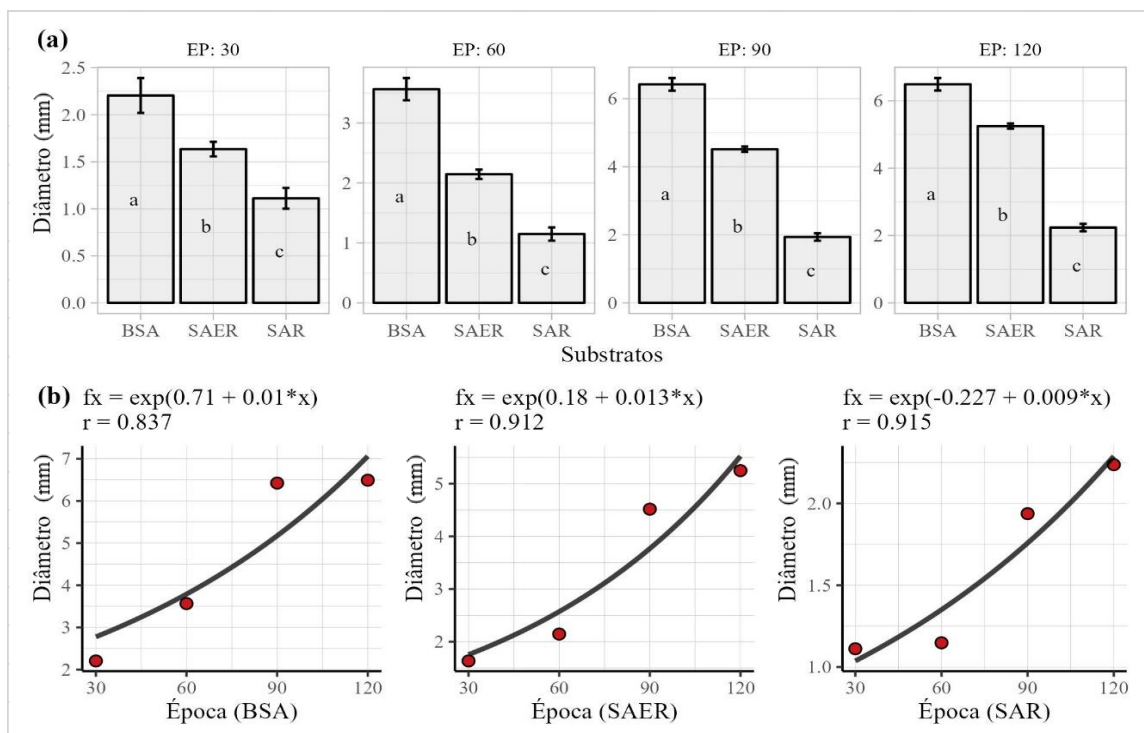 (a)
EP: 30 EP: 60 EP: 90 EP: 120
Diâmetro (mm)
2.5
2.0
1.5
1.0
0.5
0.0
a b c
BSA SAER SAR
3
2
1
0
a b c
BSA SAER SAR
6
4
2
0
a b c
BSA SAER SAR
6
4
2
0
a b c
BSA SAER SAR
Substratos
(b)
fx = exp(0.71 + 0.01*x)
r = 0.837
Diâmetro (mm)
7
6
5
4
3
2
30 60 90 120
Época (BSA)
fx = exp(0.18 + 0.013*x)
r = 0.912
Diâmetro (mm)
5
4
3
2
30 60 90 120
Época (SAER)
fx = exp(-0.227 + 0.009*x)
r = 0.915
Diâmetro (mm)
2.0
1.5
1.0
30 60 90 120
Época (SAR)